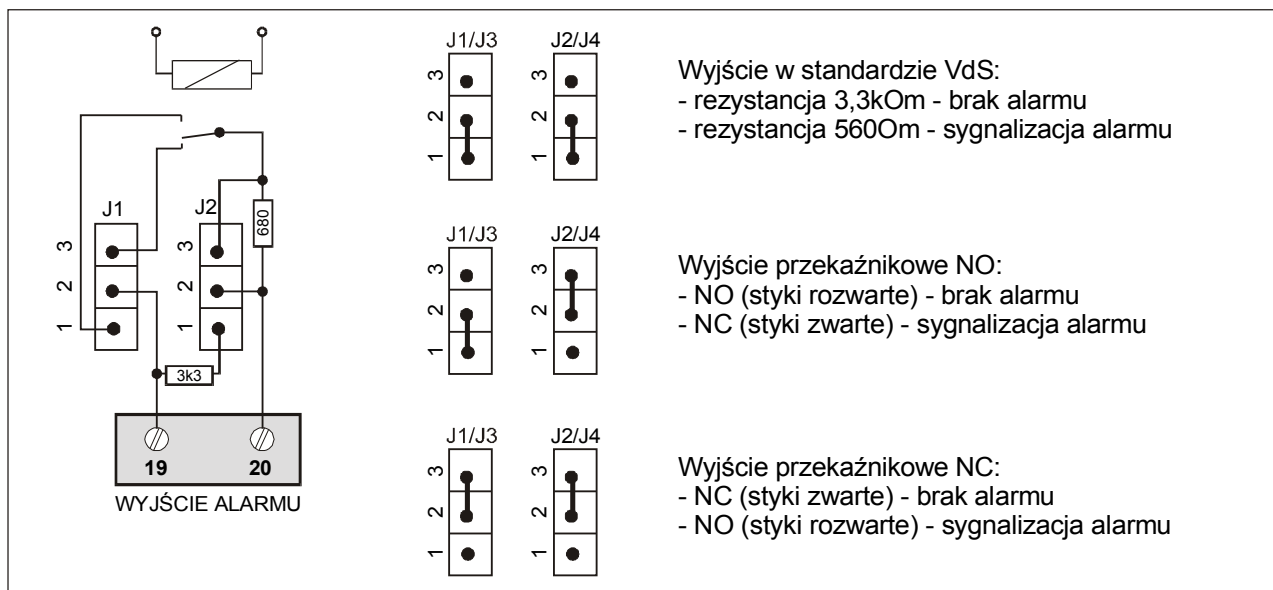 J1/J3 J2/J4
3 3
2 2
1 1
Wyjście w standardzie VdS:
- rezystancja 3,3kOm - brak alarmu
- rezystancja 560Om - sygnalizacja alarmu
J1 J2
3 3
2 2
1 1
680
3k3
19 20
WYJŚCIE ALARMU
J1/J3 J2/J4
3 3
2 2
1 1
Wyjście przekaźnikowe NO:
- NO (styki rozwarte) - brak alarmu
- NC (styki zwarte) - sygnalizacja alarmu
J1/J3 J2/J4
3 3
2 2
1 1
Wyjście przekaźnikowe NC:
- NC (styki zwarte) - brak alarmu
- NO (styki rozwarte) - sygnalizacja alarmu